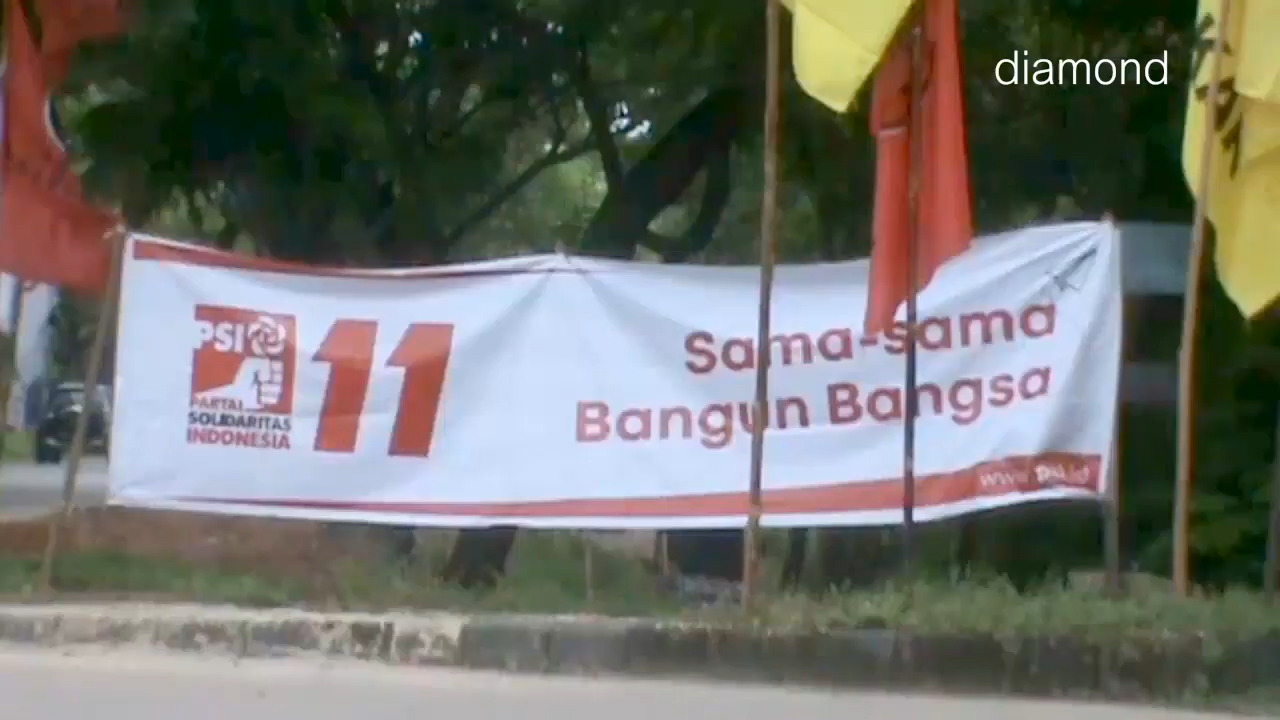 diamond
PSI
PARTAI
SOLIDARITAS
INDONESIA
11
Sama-sama
Bangun Bangsa
www.psi.id